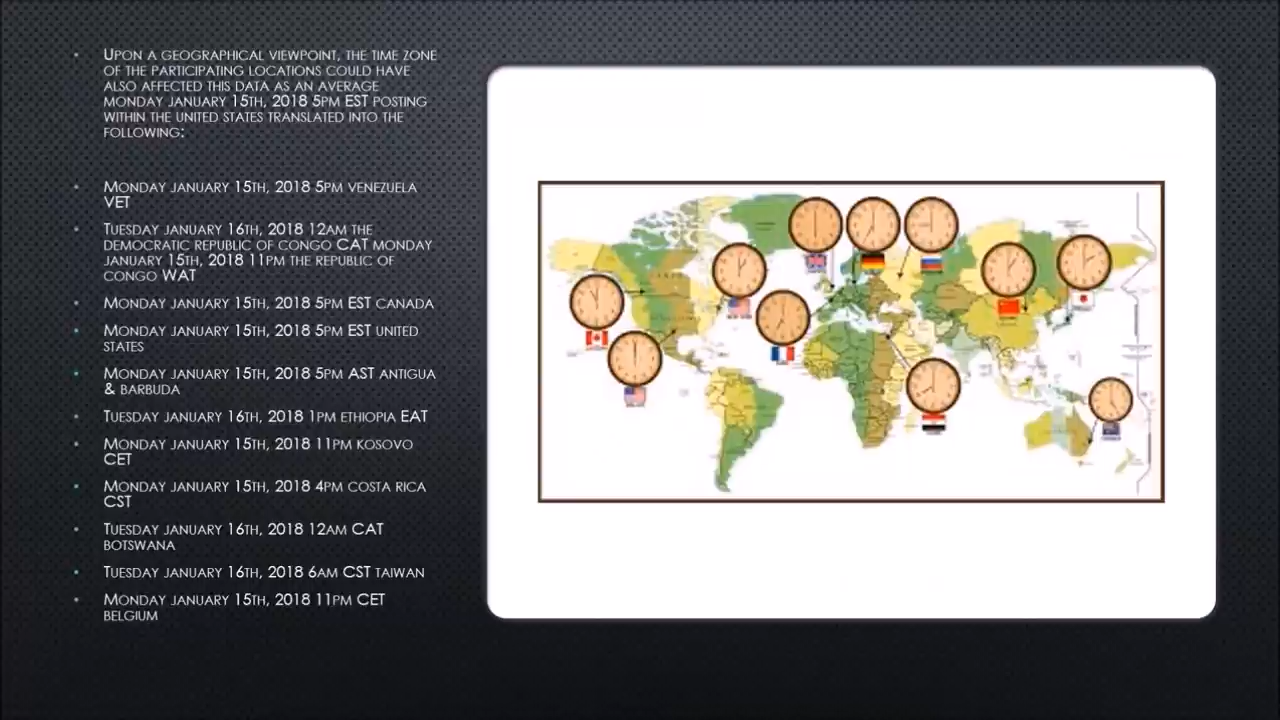 Upon a geographical viewpoint, the time zone
of the participating locations could have
also affected this data as an average
monday january 15th, 2018 5pm EST posting
within the united states translated into the
following:
Monday january 15th, 2018 5pm venezuela
VET
Tuesday january 16th, 2018 12am the
democratic republic of congo CAT monday
january 15th, 2018 11pm the republic of
congo WAT
Monday january 15th, 2018 5pm EST canada
Monday january 15th, 2018 5pm EST united
states
Monday january 15th, 2018 5pm AST antigua
& barbuda
Tuesday january 16th, 2018 1pm ethiopia EAT
Monday january 15th, 2018 11pm kosovo
CET
Monday january 15th, 2018 4pm costa rica
CST
Tuesday january 16th, 2018 12am CAT
botswana
Tuesday january 16th, 2018 6am CST taiwan
Monday january 15th, 2018 11pm CET
belgium